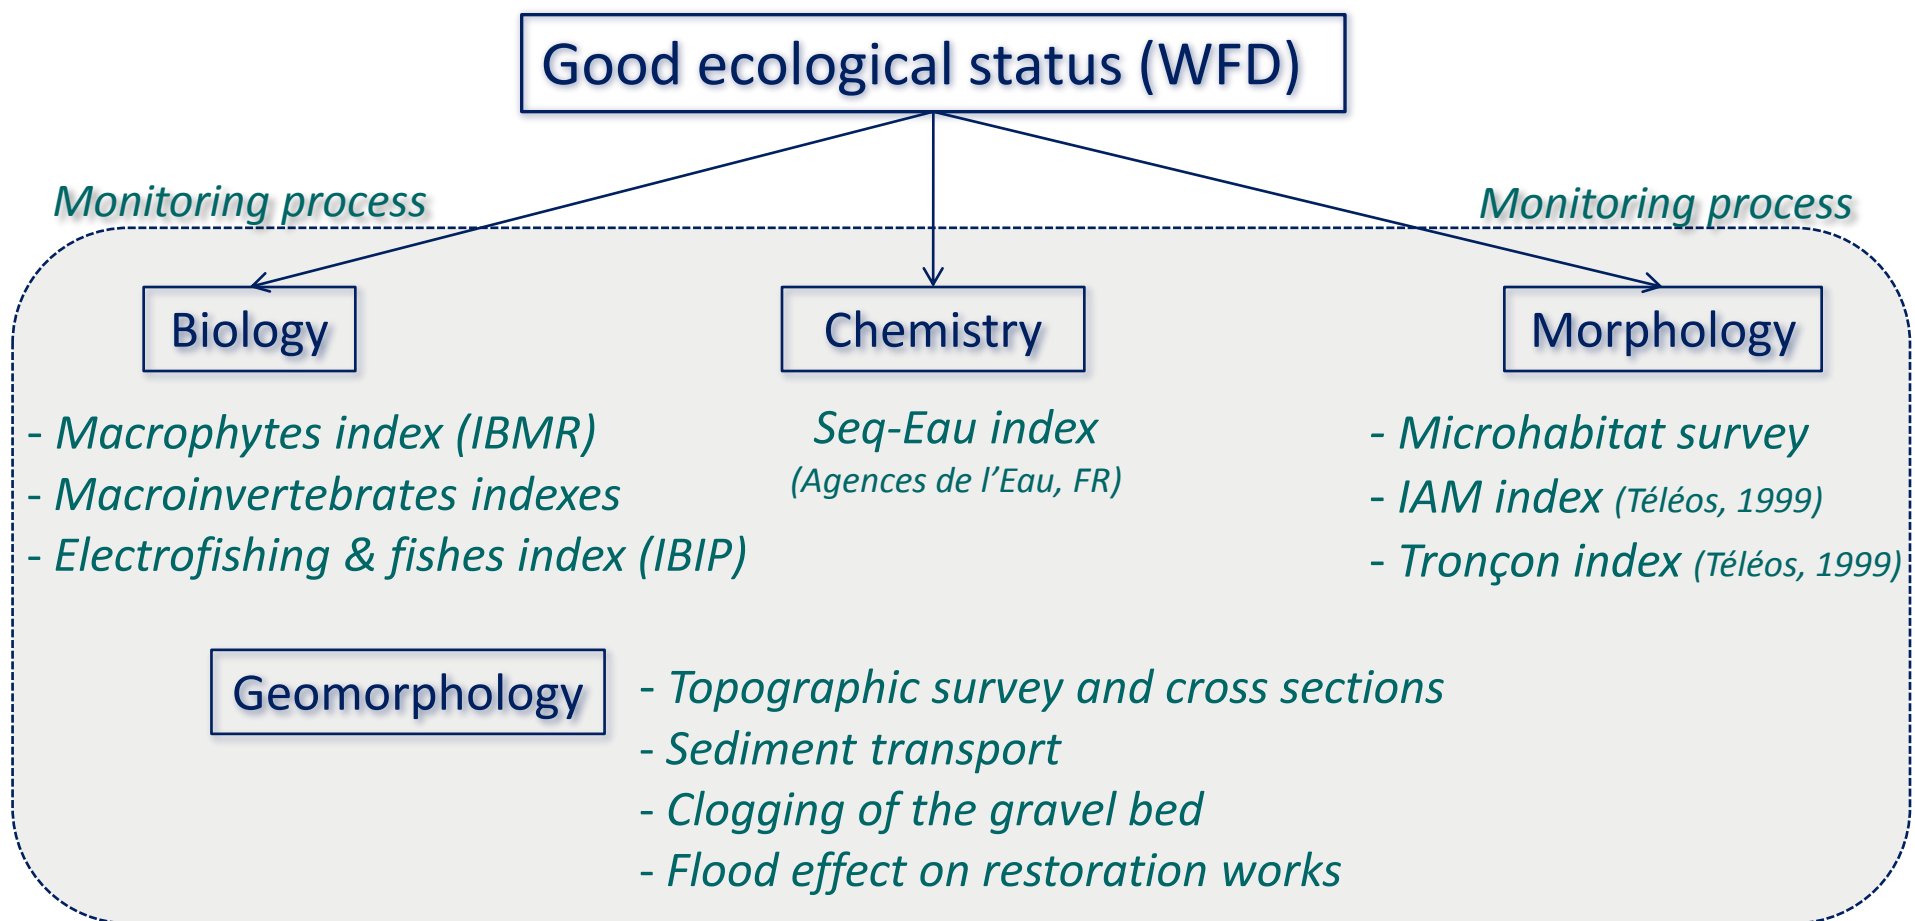 Good ecological status (WFD)
Monitoring process
Monitoring process
Biology
Chemistry
Morphology
- Macrophytes index (IBMR)
- Macroinvertebrates indexes
- Electrofishing & fishes index (IBIP)
Seq-Eau index
(Agences de l’Eau, FR)
- Microhabitat survey
- IAM index (Téléos, 1999)
- Tronçon index (Téléos, 1999)
Geomorphology
- Topographic survey and cross sections
- Sediment transport
- Clogging of the gravel bed
- Flood effect on restoration works